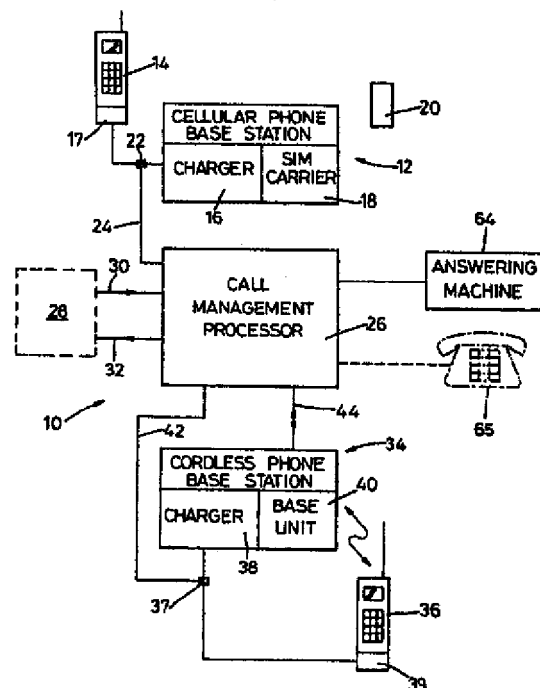 14
17
22
20
CELLULAR PHONE
BASE STATION
CHARGER
SIM
CARRIER
12
16
18
24
64
ANSWERING
MACHINE
30
28
CALL
MANAGEMENT
PROCESSOR
26
32
65
10
42
44
34
CORDLESS PHONE
BASE STATION
40
CHARGER
BASE
UNIT
38
37
36
39